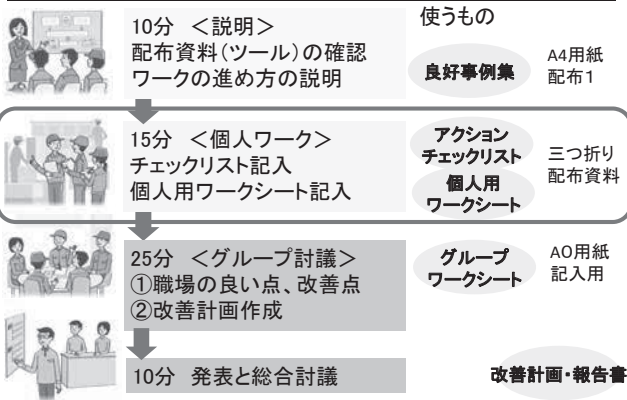 使うもの
10分 <説明>
配布資料(ツール)の確認
ワークの進め方の説明
良好事例集
A4用紙
配布1
15分 <個人ワーク>
チェックリスト記入
個人用ワークシート記入
アクション
チェックリスト
個人用
ワークシート
三つ折り
配布資料
25分 <グループ討議>
①職場の良い点、改善点
②改善計画作成
グループ
ワークシート
A0用紙
記入用
10分 発表と総合討議
改善計画・報告書